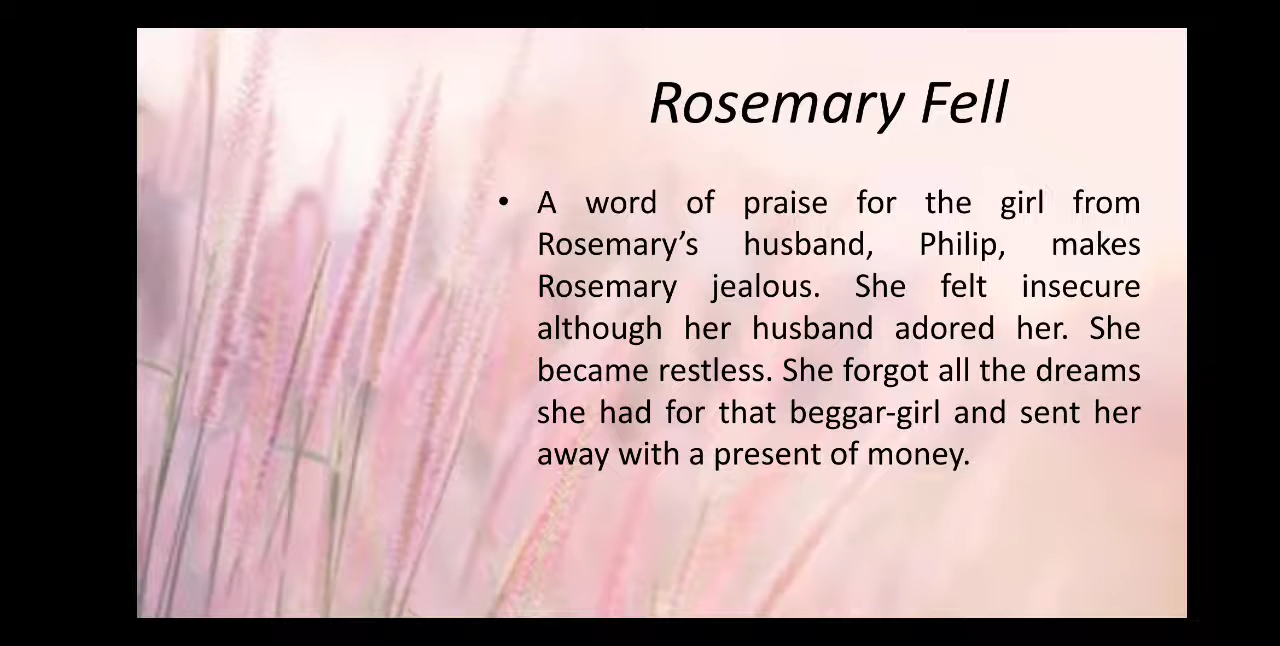 Rosemary Fell
• A word of praise for the girl from
Rosemary’s husband, Philip, makes
Rosemary jealous. She felt insecure
although her husband adored her. She
became restless. She forgot all the dreams
she had for that beggar-girl and sent her
away with a present of money.